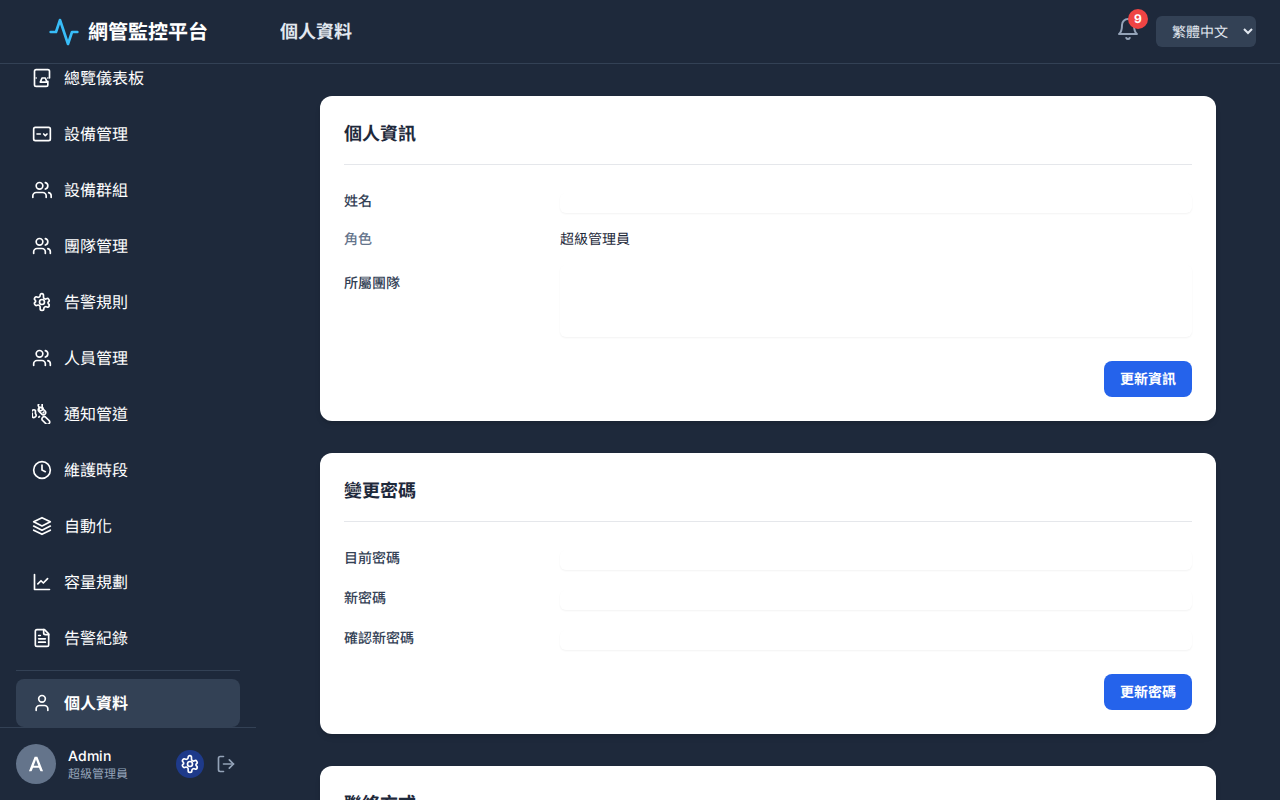 網管監控平台
個人資料
9
繁體中文
總覽儀表板
設備管理
設備群組
團隊管理
告警規則
人員管理
通知管道
維護時段
自動化
容量規劃
告警紀錄
個人資料
A
Admin
超級管理員
個人資訊
姓名
角色
超級管理員
所屬團隊
更新資訊
變更密碼
目前密碼
新密碼
確認新密碼
更新密碼